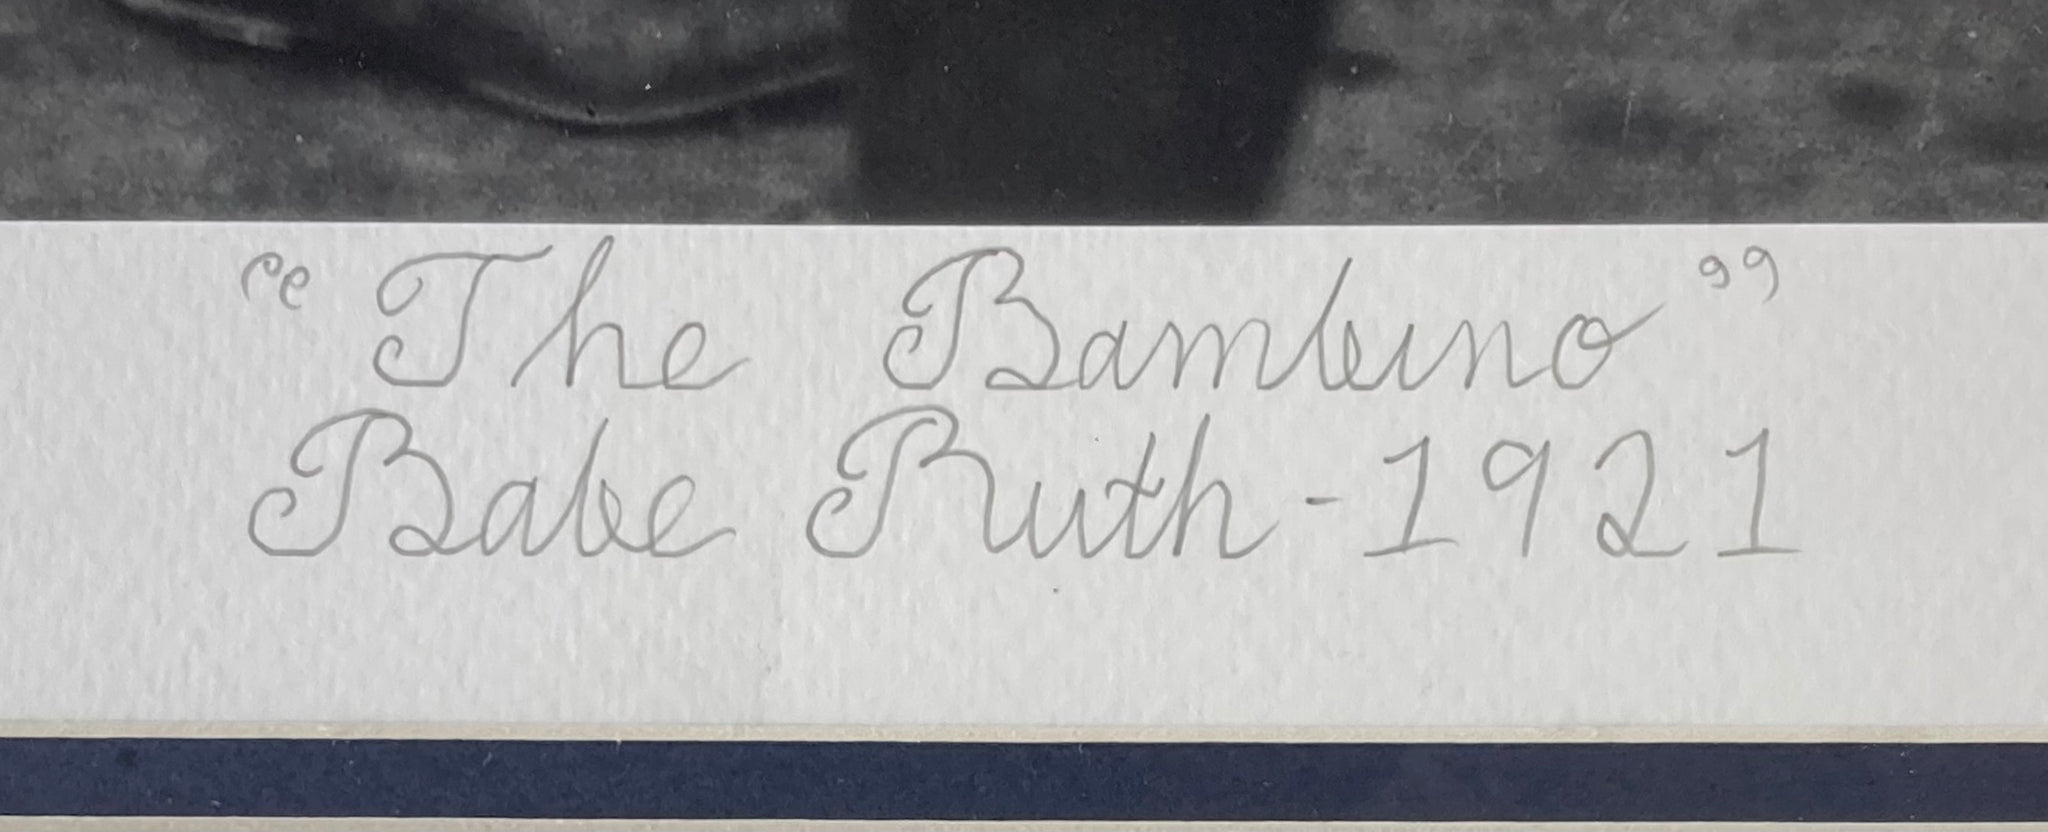 “The Bambino”
Babe Ruth - 1921